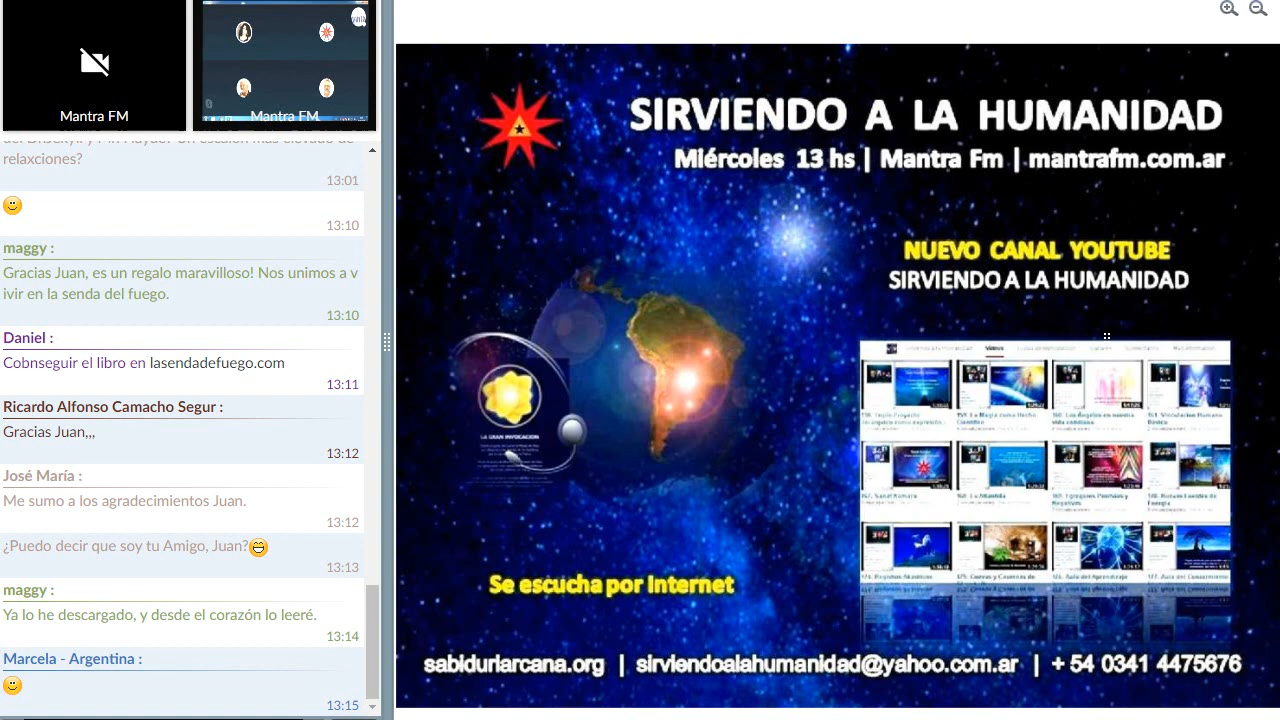 Mantra FM
Mantra FM
relaxciones?
13:01
13:10
maggy :
Gracias Juan, es un regalo maravilloso! Nos unimos a v
ivir en la senda del fuego.
13:10
Daniel :
Cobnseguir el libro en lasendadefuego.com
13:11
Ricardo Alfonso Camacho Segur :
Gracias Juan,,,
13:12
José Maria :
Me sumo a los agradecimientos Juan.
13:12
¿Puedo decir que soy tu Amigo, Juan?
13:13
maggy :
Ya lo he descargado, y desde el corazón lo leeré.
13:14
Marcela - Argentina :
13:15
SIRVIENDO A LA HUMANIDAD
Miércoles 13 hs | Mantra Fm | mantrafm.com.ar
NUEVO CANAL YOUTUBE
SIRVIENDO A LA HUMANIDAD
LA GRAN INVOCACION
Videos
Se escucha por Internet
sabiduriarcana.org | sirviendoalahumanidad@yahoo.com.ar | + 54 0341 4475676